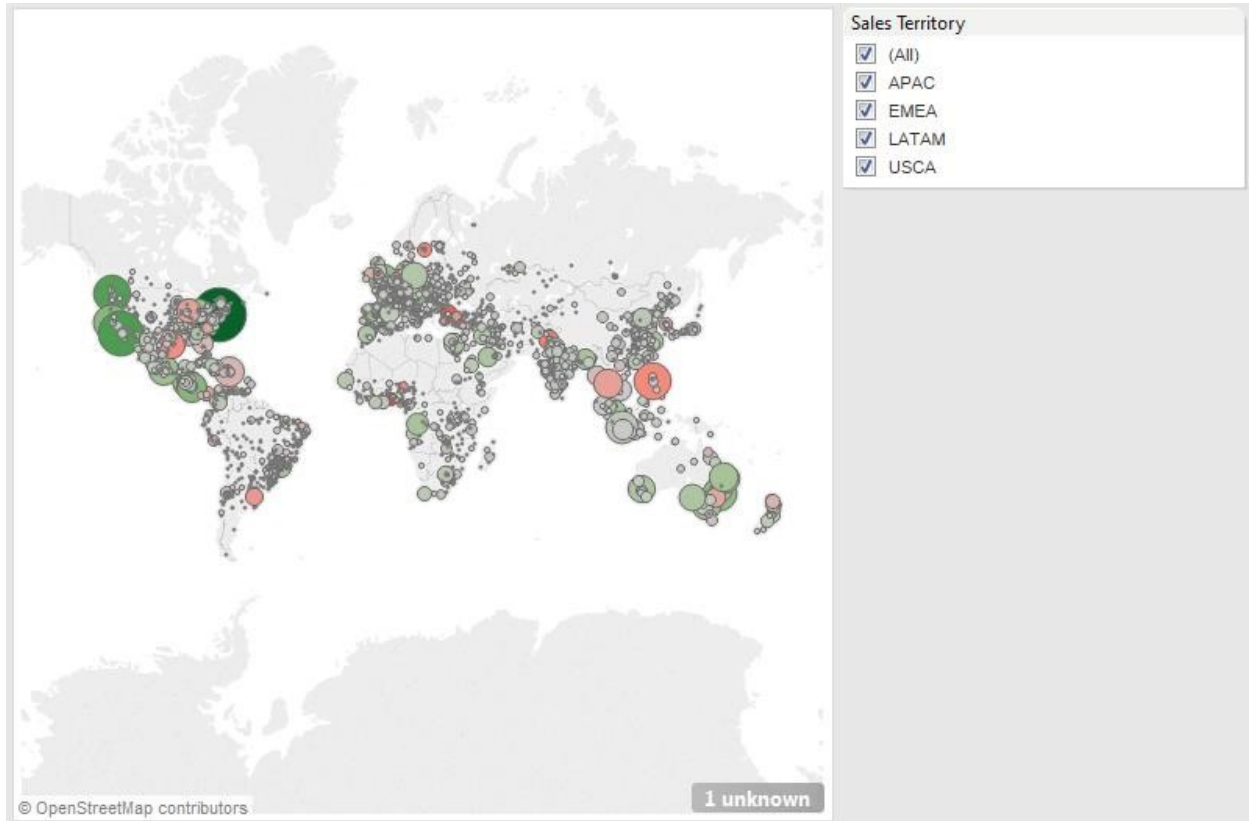 Sales Territory
(All)
APAC
EMEA
LATAM
USCA
1 unknown
© OpenStreetMap contributors